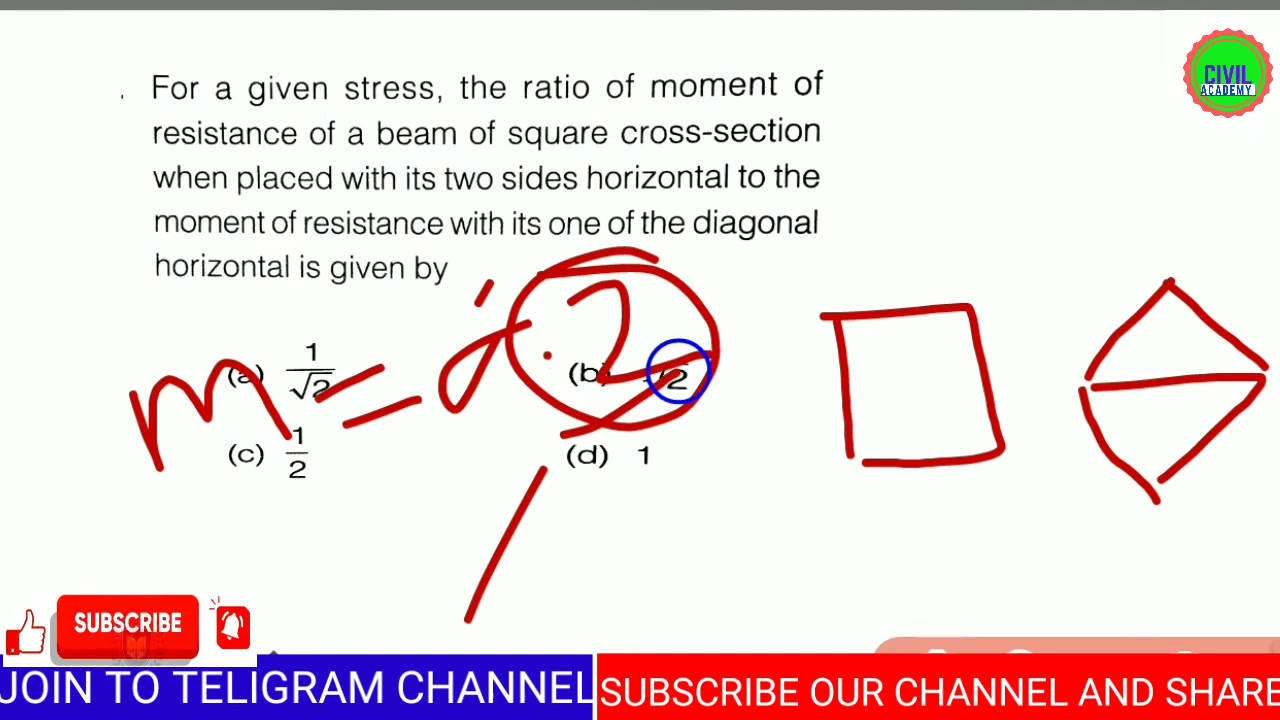 CIVIL
ACADEMY
For a given stress, the ratio of moment of
resistance of a beam of square cross-section
when placed with its two sides horizontal to the
moment of resistance with its one of the diagonal
horizontal is given by
(a) 1/√2
(b) √2
(c) 1/2
(d) 1
M = σ . Z
SUBSCRIBE
JOIN TO TELIGRAM CHANNEL
SUBSCRIBE OUR CHANNEL AND SHARE